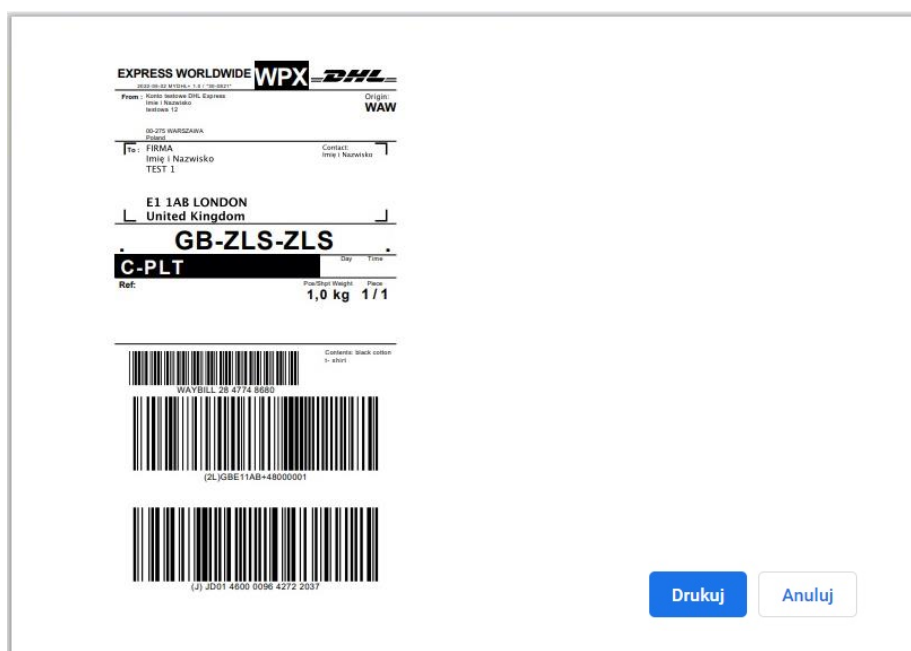 EXPRESS WORLDWIDE WPX DHL
2020-09-02 MYDHL+ 1.0 / *30-0821*
From : Konto testowe DHL Express
Imie i Nazwisko
testowa 12
Origin:
WAW
00-275 WARSZAWA
Poland
To : FIRMA
Imię i Nazwisko
TEST 1
Contact:
Imię i Nazwisko
E1 1AB LONDON
United Kingdom
GB-ZLS-ZLS
C-PLT
Day Time
Ref:
Pce/Shpt Weight Piece
1,0 kg 1 / 1
Contents: black cotton
t- shirt
WAYBILL 28 4774 8680
(2L)GBE11AB+48000001
(J) JD01 4600 0096 4272 2037
Drukuj Anuluj